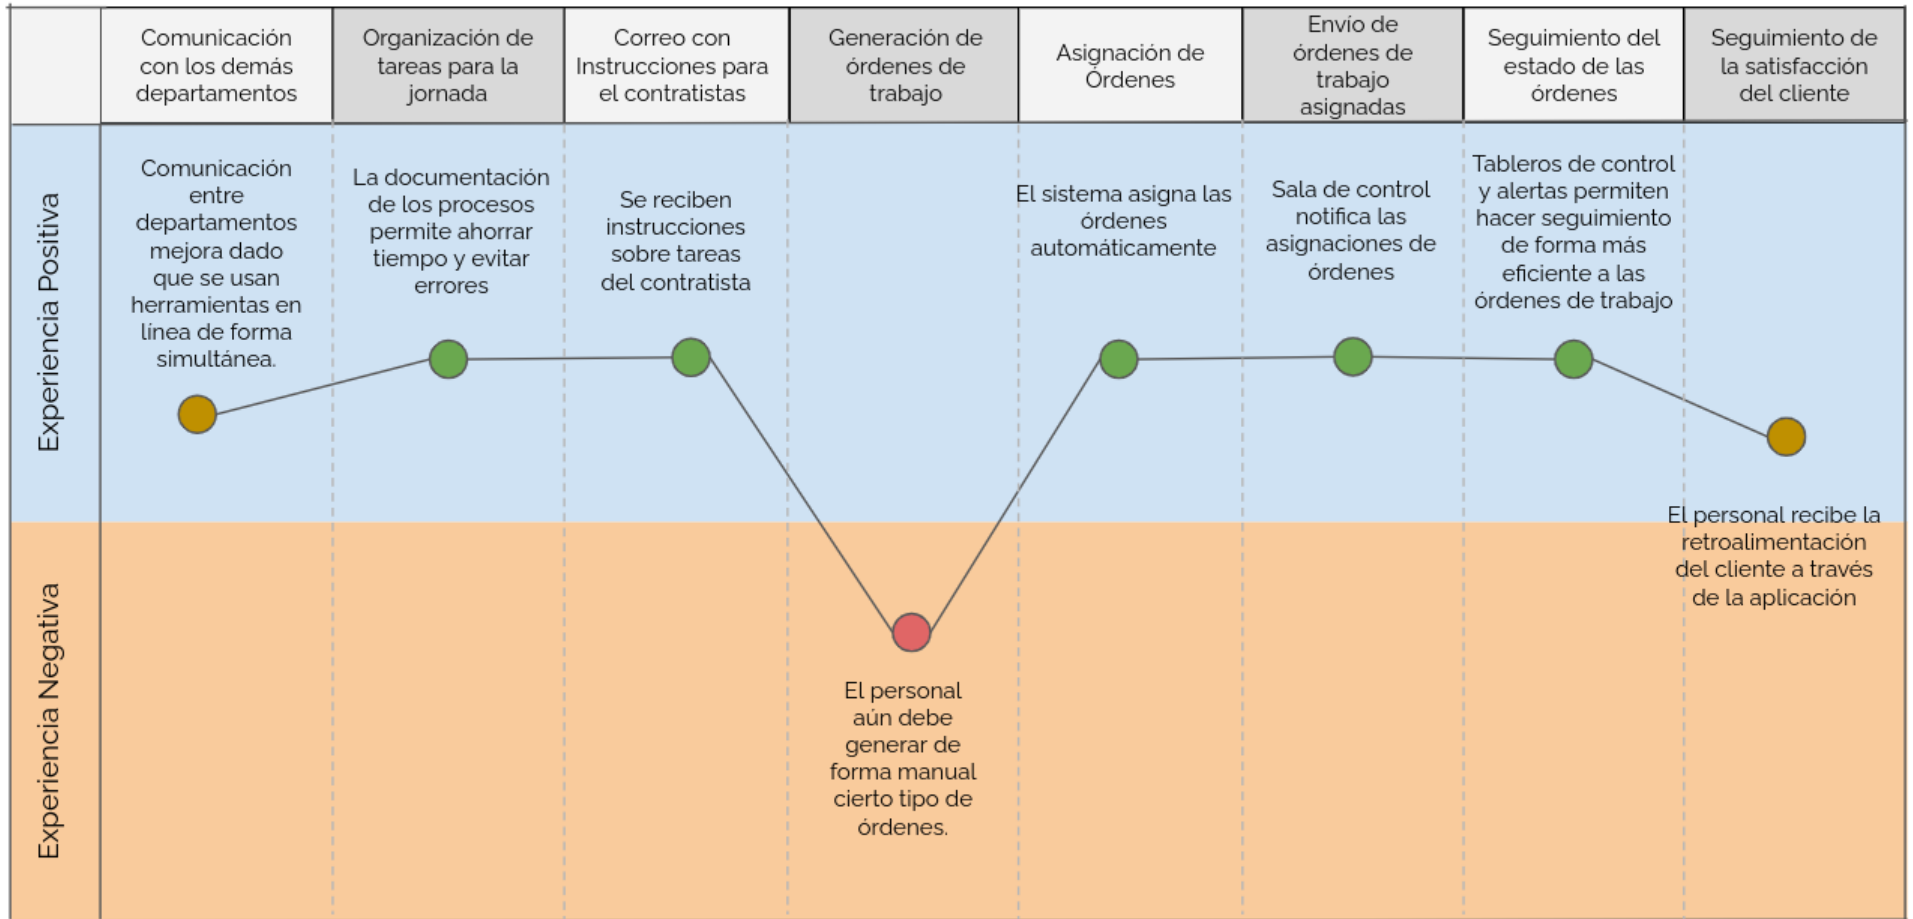 Comunicación
con los demás
departamentos
Organización de
tareas para la
jornada
Correo con
Instrucciones para
el contratistas
Generación de
órdenes de
trabajo
Asignación de
Órdenes
Envío de
órdenes de
trabajo
asignadas
Seguimiento del
estado de las
órdenes
Seguimiento de
la satisfacción
del cliente
Experiencia Positiva
Comunicación
entre
departamentos
mejora dado
que se usan
herramientas en
línea de forma
simultánea.
La documentación
de los procesos
permite ahorrar
tiempo y evitar
errores
Se reciben
instrucciones
sobre tareas
del contratista
El sistema asigna las
órdenes
automáticamente
Sala de control
notifica las
asignaciones de
órdenes
Tableros de control
y alertas permiten
hacer seguimiento
de forma más
eficiente a las
órdenes de trabajo
El personal recibe la
retroalimentación
del cliente a través
de la aplicación
Experiencia Negativa
El personal
aún debe
generar de
forma manual
cierto tipo de
órdenes.